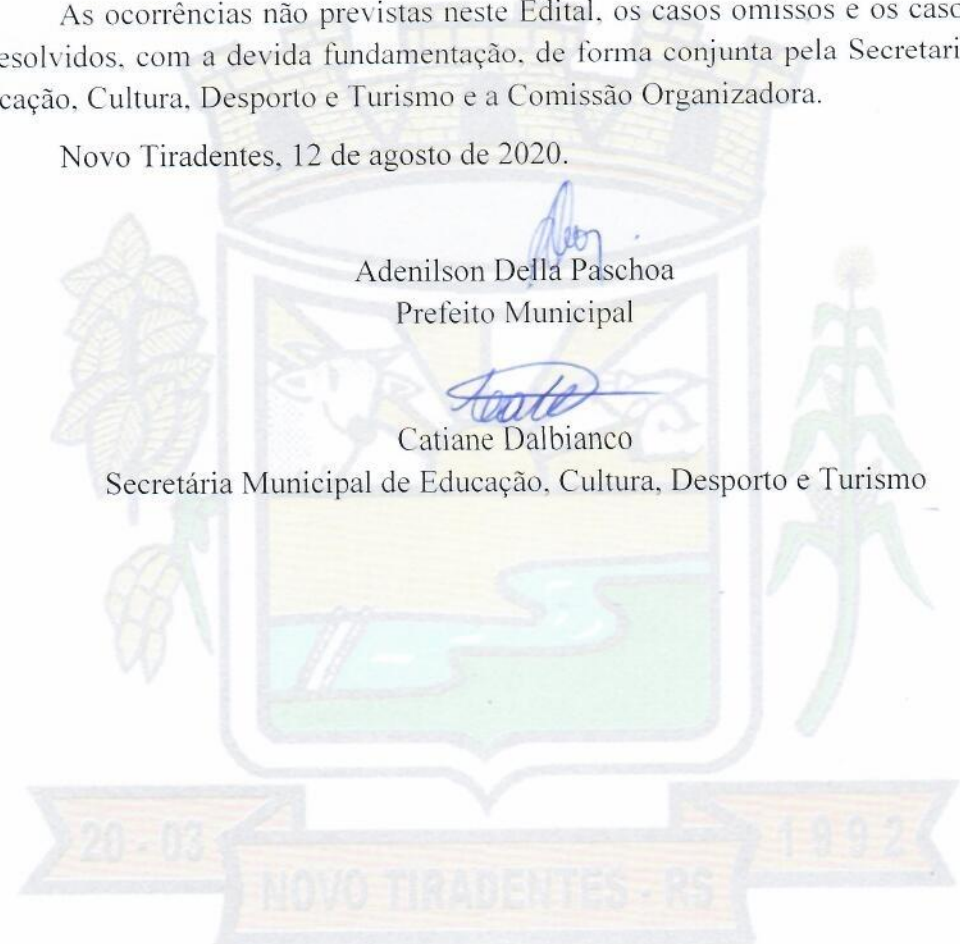 As ocorrências não previstas neste Edital, os casos omissos e os caso
esolvidos, com a devida fundamentação, de forma conjunta pela Secretari
cação, Cultura, Desporto e Turismo e a Comissão Organizadora.
Novo Tiradentes, 12 de agosto de 2020.
Adenilson Della Paschoa
Prefeito Municipal
Catiane Dalbianco
Secretária Municipal de Educação, Cultura, Desporto e Turismo
20 - 03
1992
NOVO TIRADENTES - RS